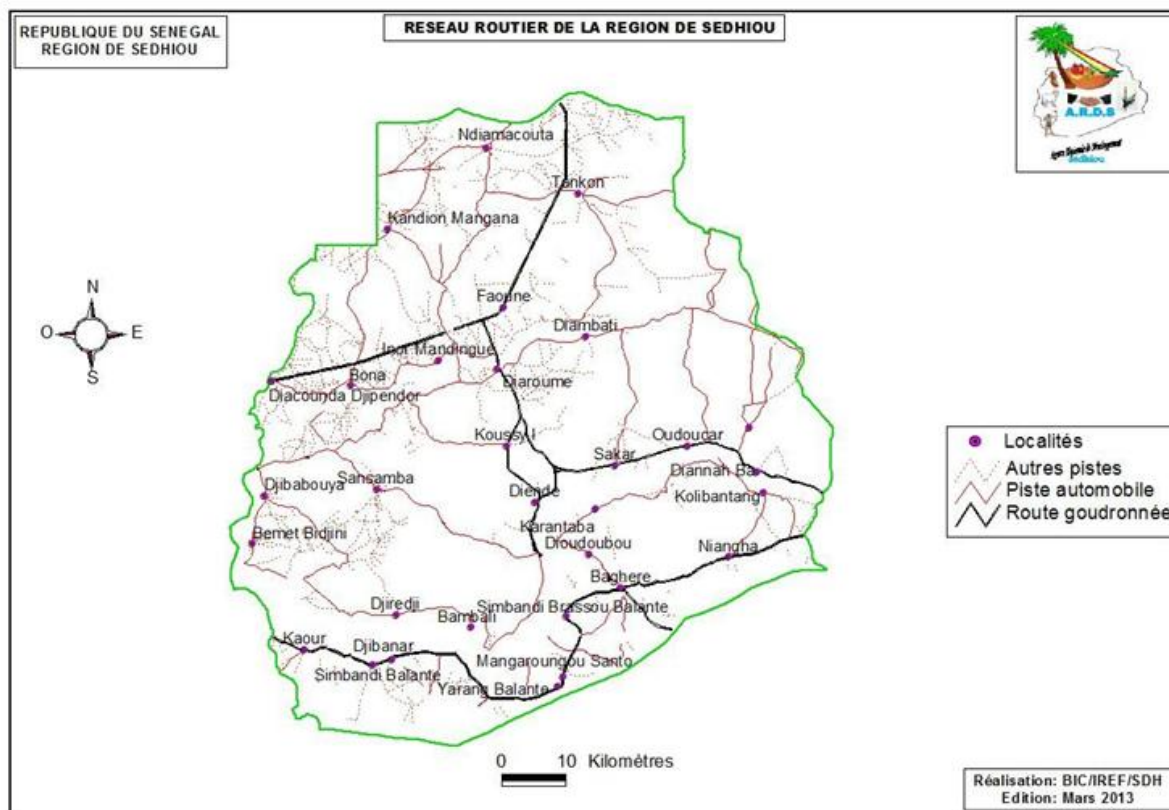 REPUBLIQUE DU SENEGAL
REGION DE SEDHIOU
RESEAU ROUTIER DE LA REGION DE SEDHIOU
A.R.D.S
Sédhiou
N
O
E
S
Ndiamacouta
Tankon
Kandion Mangana
Faoune
Diambati
Inor Mandingue
Bona
Diaroume
Diacounda Djipendor
Koussy I
Oudoucar
Sakar
Diannah Ba
Sansamba
Djibabouya
Diende
Kolibantang
Karantaba
Bemet Bidjini
Dioudoubou
Niangha
Baghere
Djiredji
Simbandi Brassou Balante
Bambali
Kaour
Djibanar
Simbandi Balante
Mangaroungou Santo
Yarang Balante
Localités
Autres pistes
Piste automobile
Route goudronnée
0 10 Kilomètres
Réalisation: BIC/IREF/SDH
Edition: Mars 2013